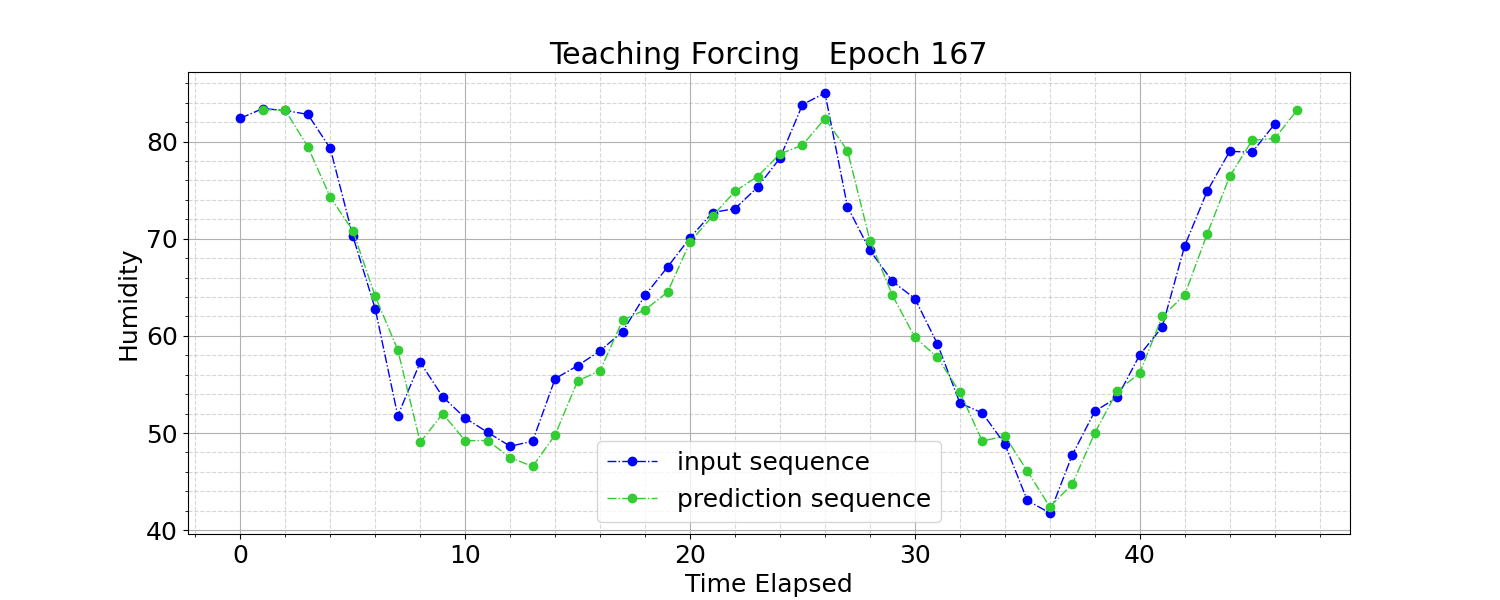 Teaching Forcing   Epoch 167
Humidity
80
70
60
50
40
input sequence
prediction sequence
0 10 20 30 40
Time Elapsed